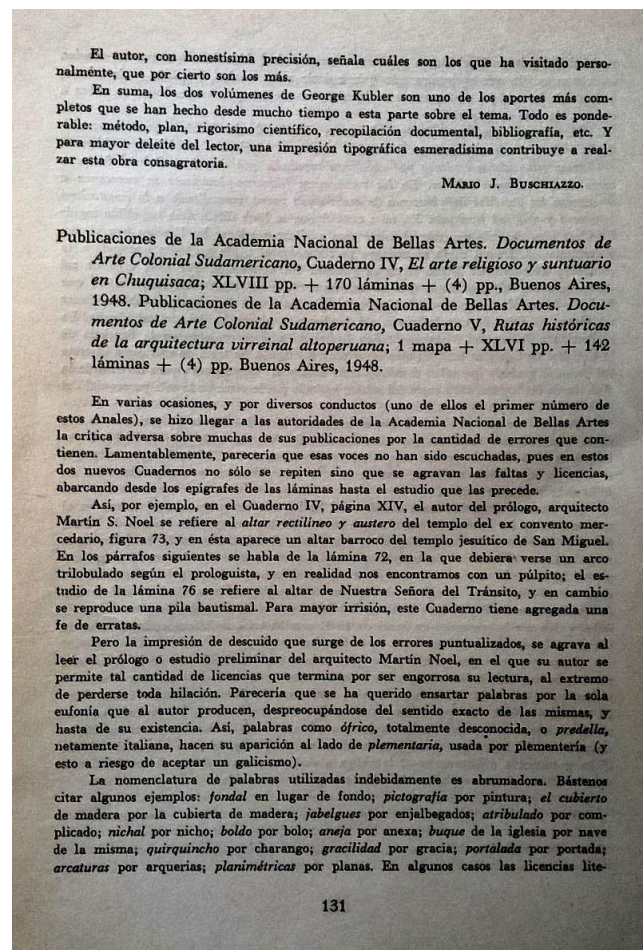 El autor, con honestísima precisión, señala cuáles son los que ha visitado perso-
nalmente, que por cierto son los más.
En suma, los dos volúmenes de George Kubler son uno de los aportes más com-
pletos que se han hecho desde mucho tiempo a esta parte sobre el tema. Todo es ponde-
rable: método, plan, rigorismo científico, recopilación documental, bibliografía, etc. Y
para mayor deleite del lector, una impresión tipográfica esmeradísima contribuye a real-
zar esta obra consagratoria.
Mario J. Buschiazzo.
Publicaciones de la Academia Nacional de Bellas Artes. Documentos de
Arte Colonial Sudamericano, Cuaderno IV, El arte religioso y suntuario
en Chuquisaca; XLVIII pp. + 170 láminas + (4) pp., Buenos Aires,
1948. Publicaciones de la Academia Nacional de Bellas Artes. Docu-
mentos de Arte Colonial Sudamericano, Cuaderno V, Rutas históricas
de la arquitectura virreinal altoperuana; 1 mapa + XLVI pp. + 142
láminas + (4) pp. Buenos Aires, 1948.
En varias ocasiones, y por diversos conductos (uno de ellos el primer número de
estos Anales), se hizo llegar a las autoridades de la Academia Nacional de Bellas Artes
la crítica adversa sobre muchas de sus publicaciones por la cantidad de errores que con-
tienen. Lamentablemente, parecería que esas voces no han sido escuchadas, pues en estos
dos nuevos Cuadernos no sólo se repiten sino que se agravan las faltas y licencias,
abarcando desde los epígrafes de las láminas hasta el estudio que las precede.
Así, por ejemplo, en el Cuaderno IV, página XIV, el autor del prólogo, arquitecto
Martín S. Noel se refiere al altar rectilíneo y austero del templo del ex convento mer-
cedario, figura 73, y en ésta aparece un altar barroco del templo jesuítico de San Miguel.
En los párrafos siguientes se habla de la lámina 72, en la que debiera verse un arco
trilobulado según el prologuista, y en realidad nos encontramos con un púlpito; el es-
tudio de la lámina 76 se refiere al altar de Nuestra Señora del Tránsito, y en cambio
se reproduce una pila bautismal. Para mayor irrisión, este Cuaderno tiene agregada una
fe de erratas.
Pero la impresión de descuido que surge de los errores puntualizados, se agrava al
leer el prólogo o estudio preliminar del arquitecto Martín Noel, en el que su autor se
permite tal cantidad de licencias que termina por ser engorrosa su lectura, al extremo
de perderse toda hilación. Parecería que se ha querido ensartar palabras por la sola
eufonía que al autor producen, despreocupándose del sentido exacto de las mismas, y
hasta de su existencia. Así, palabras como ófrico, totalmente desconocida, o predella,
netamente italiana, hacen su aparición al lado de plementaria, usada por plementería (y
esto a riesgo de aceptar un galicismo).
La nomenclatura de palabras utilizadas indebidamente es abrumadora. Bástenos
citar algunos ejemplos: fondal en lugar de fondo; pictografía por pintura; el cubierto
de madera por la cubierta de madera; jabelgues por enjalbegados; atribulado por com-
plicado; nichal por nicho; boldo por bolo; aneja por anexa; buque de la iglesia por nave
de la misma; quirquincho por charango; gracilidad por gracia; portalada por portada;
arcaturas por arquerías; planimétricas por planas. En algunos casos las licencias lite-
131